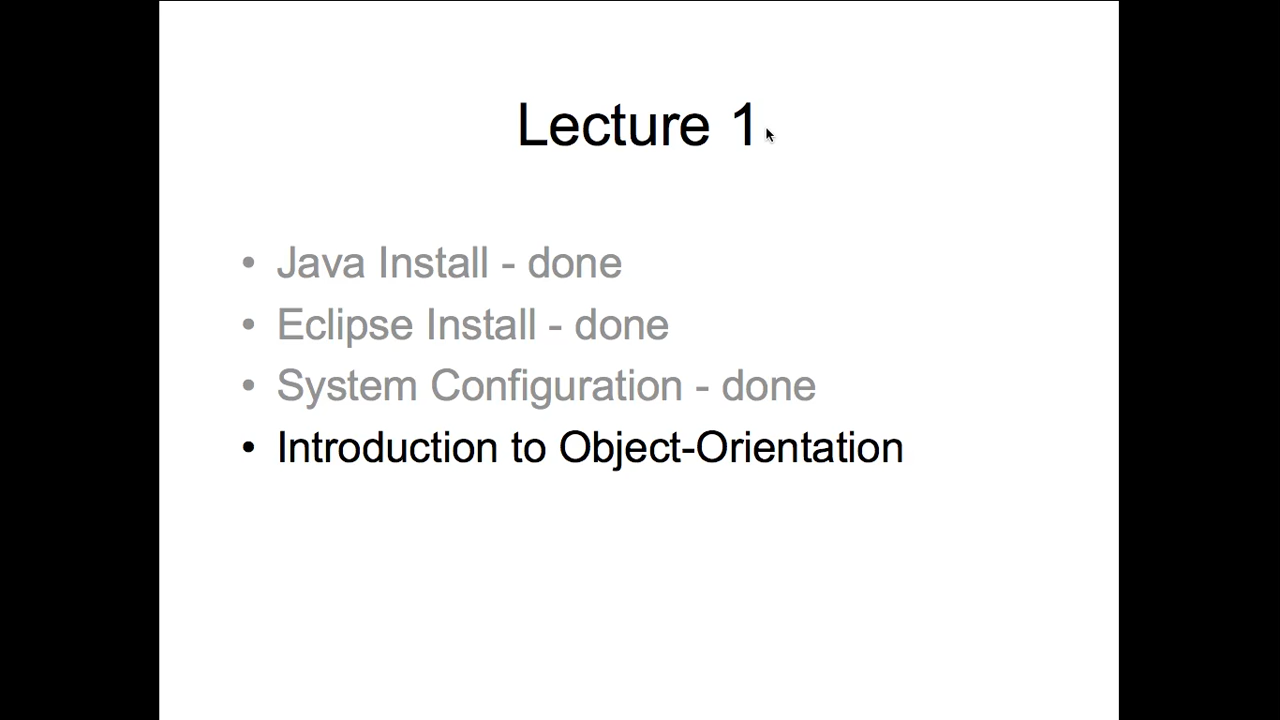 Lecture 1
• Java Install - done
• Eclipse Install - done
• System Configuration - done
• Introduction to Object-Orientation